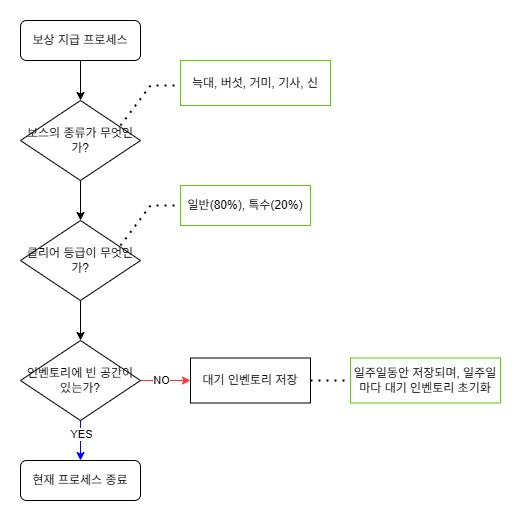 보상 지급 프로세스
늑대, 버섯, 거미, 기사, 신
보스의 종류가 무엇인
가?
일반(80%), 특수(20%)
클리어 등급이 무엇인
가?
인벤토리에 빈 공간이
있는가?
NO
대기 인벤토리 저장
일주일동안 저장되며, 일주일
마다 대기 인벤토리 초기화
YES
현재 프로세스 종료